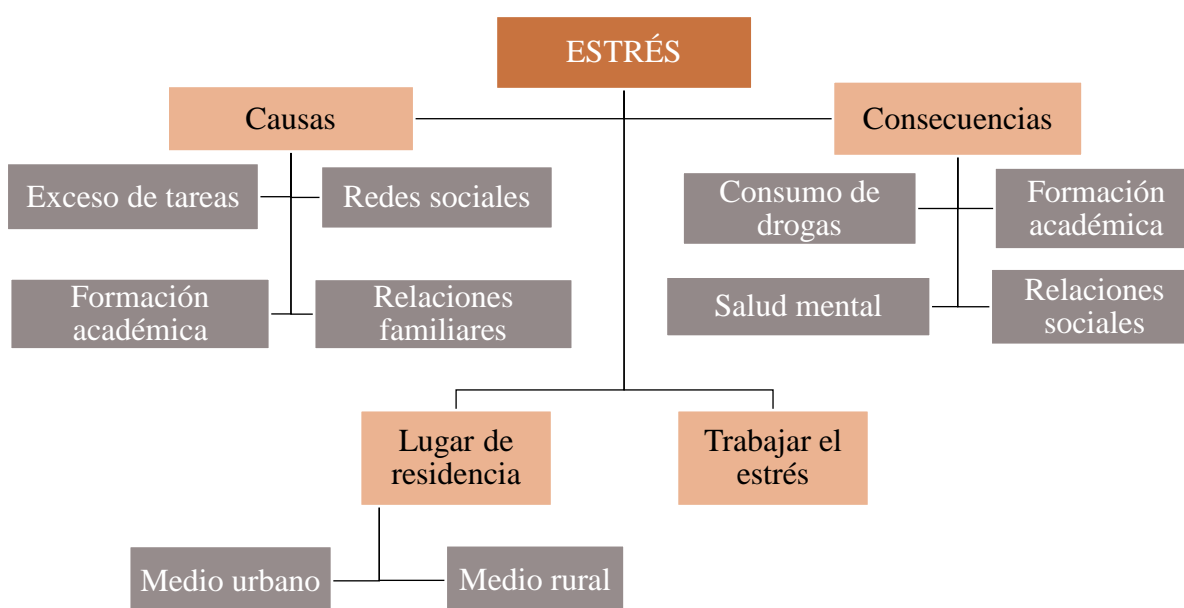 ESTRÉS
Causas
Consecuencias
Exceso de tareas
Redes sociales
Consumo de
drogas
Formación
académica
Formación
académica
Relaciones
familiares
Salud mental
Relaciones
sociales
Lugar de
residencia
Trabajar el
estrés
Medio urbano
Medio rural